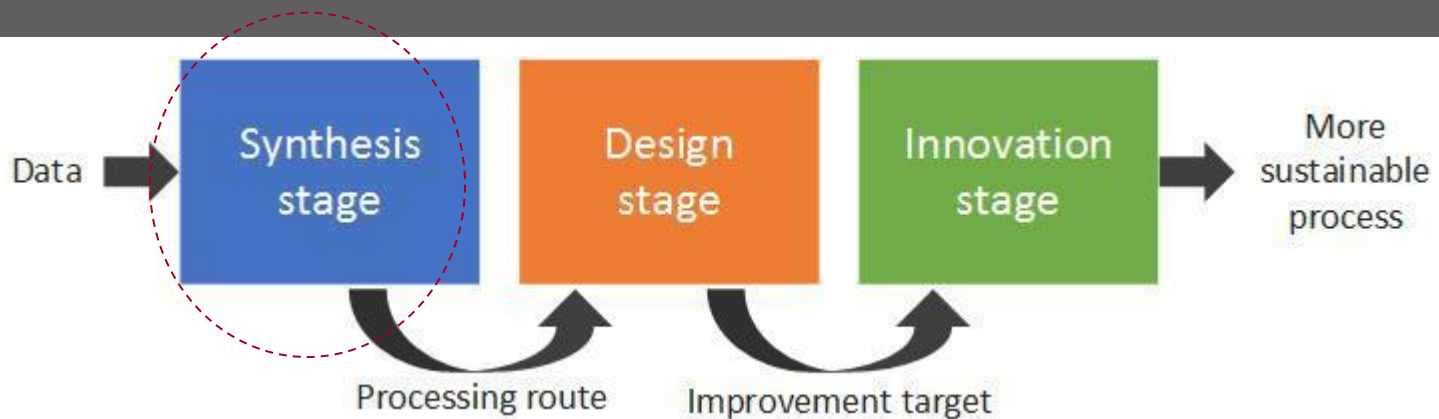 Data
Synthesis
stage
Design
stage
Innovation
stage
More
sustainable
process
Processing route
Improvement target